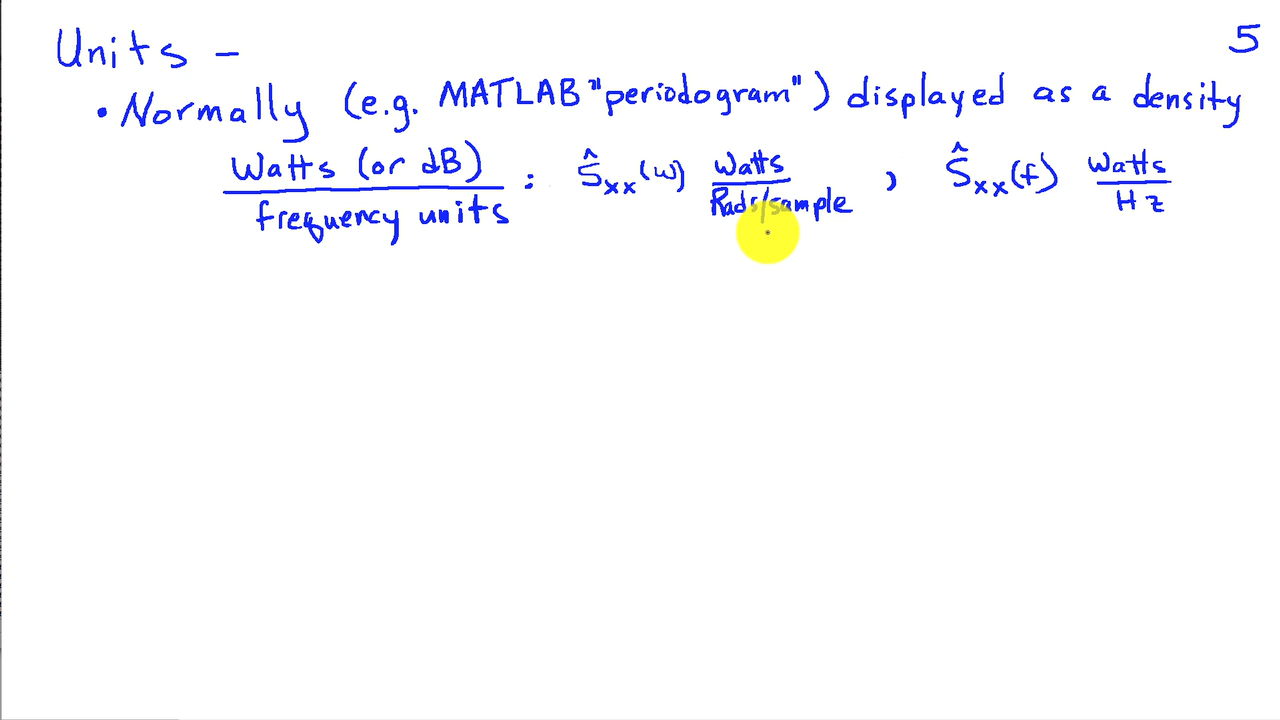 Units - 5
• Normally (e.g. MATLAB "periodogram") displayed as a density
Watts (or dB) / frequency units : Ŝxx(ω) Watts / Rads/sample , Ŝxx(f) Watts / Hz